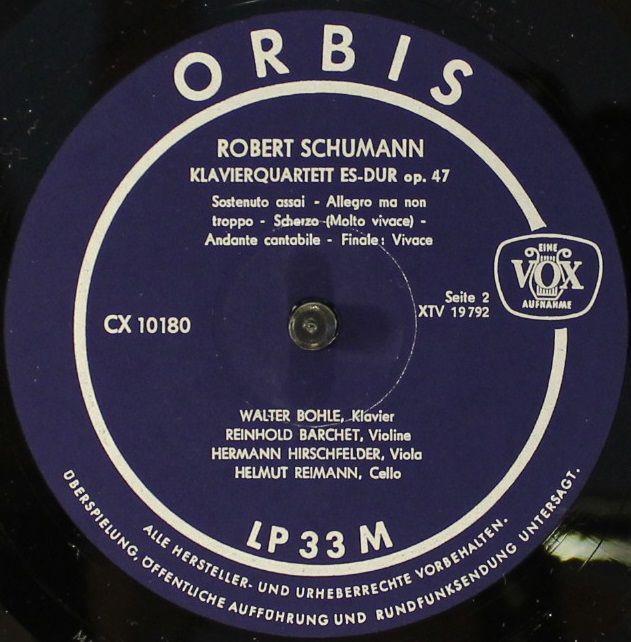 ORBIS
ROBERT SCHUMANN
KLAVIERQUARTETT ES-DUR op. 47
Sostenuto assai - Allegro ma non
troppo - Scherzo (Molto vivace) -
Andante cantabile - Finale: Vivace
EINE
VOX
AUFNAHME
CX 10180
Seite 2
XTV 19792
WALTER BOHLE, Klavier
REINHOLD BARCHET, Violine
HERMANN HIRSCHFELDER, Viola
HELMUT REIMANN, Cello
LP 33 M
ALLE HERSTELLER- UND URHEBERRECHTE VORBEHALTEN.
ÜBERSPIELUNG, ÖFFENTLICHE AUFFÜHRUNG UND RUNDFUNKSENDUNG UNTERSAGT.